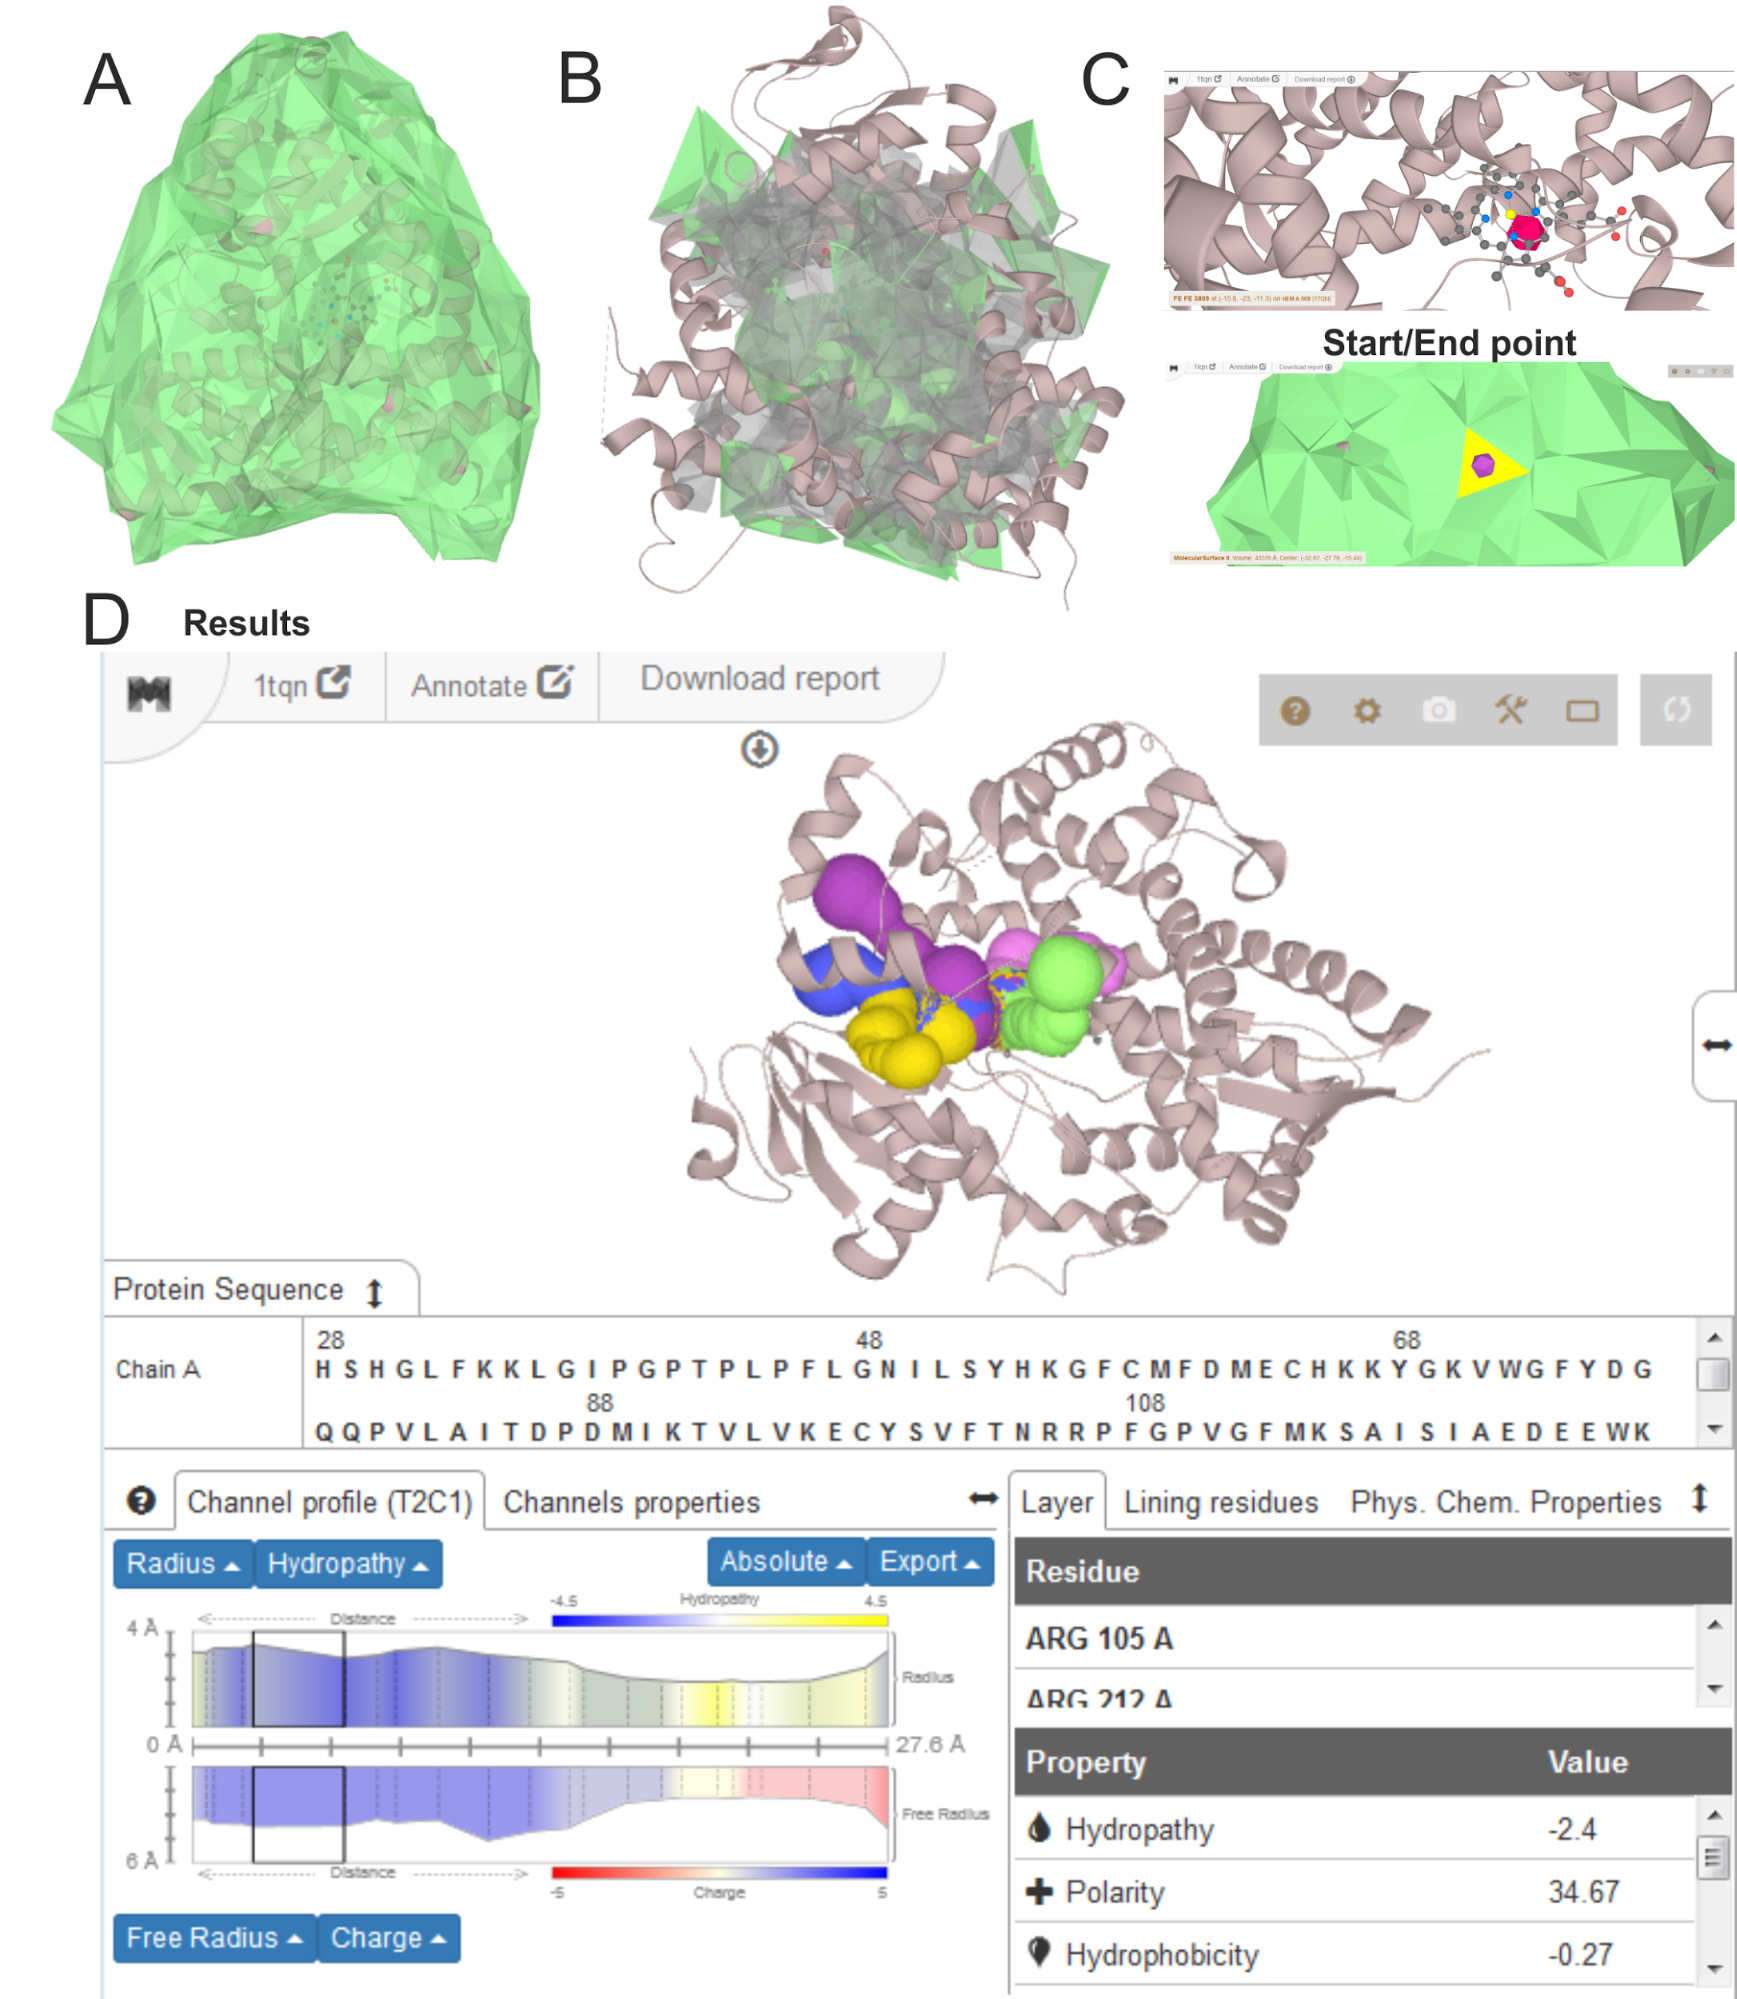 A
B
C
1tqn Annotate Download report
FE FE 3809 at (-15.8, -23, -11.3) on HEM A 508 (1TQN)
Start/End point
1tqn Annotate Download report
MolecularSurface 0, Volume: 43376 Å, Center: (-32.67, -27.79, -15.44)
D Results
1tqn Annotate Download report
Protein Sequence
28 48 68
Chain A H S H G L F K K L G I P G P T P L P F L G N I L S Y H K G F C M F D M E C H K K Y G K V W G F Y D G
88 108
Q Q P V L A I T D P D M I K T V L V K E C Y S V F T N R R P F G P V G F M K S A I S I A E D E E W K
Channel profile (T2C1) Channels properties
Layer Lining residues Phys. Chem. Properties
Radius Hydropathy Absolute Export
Residue
-4.5 Hydropathy 4.5
Distance
4 Å
ARG 105 A
Radius
ARG 212 A
0 Å 27.6 Å
Property Value
Free Radius
Hydropathy -2.4
6 Å
Distance
-5 Charge 5
Polarity 34.67
Free Radius Charge
Hydrophobicity -0.27